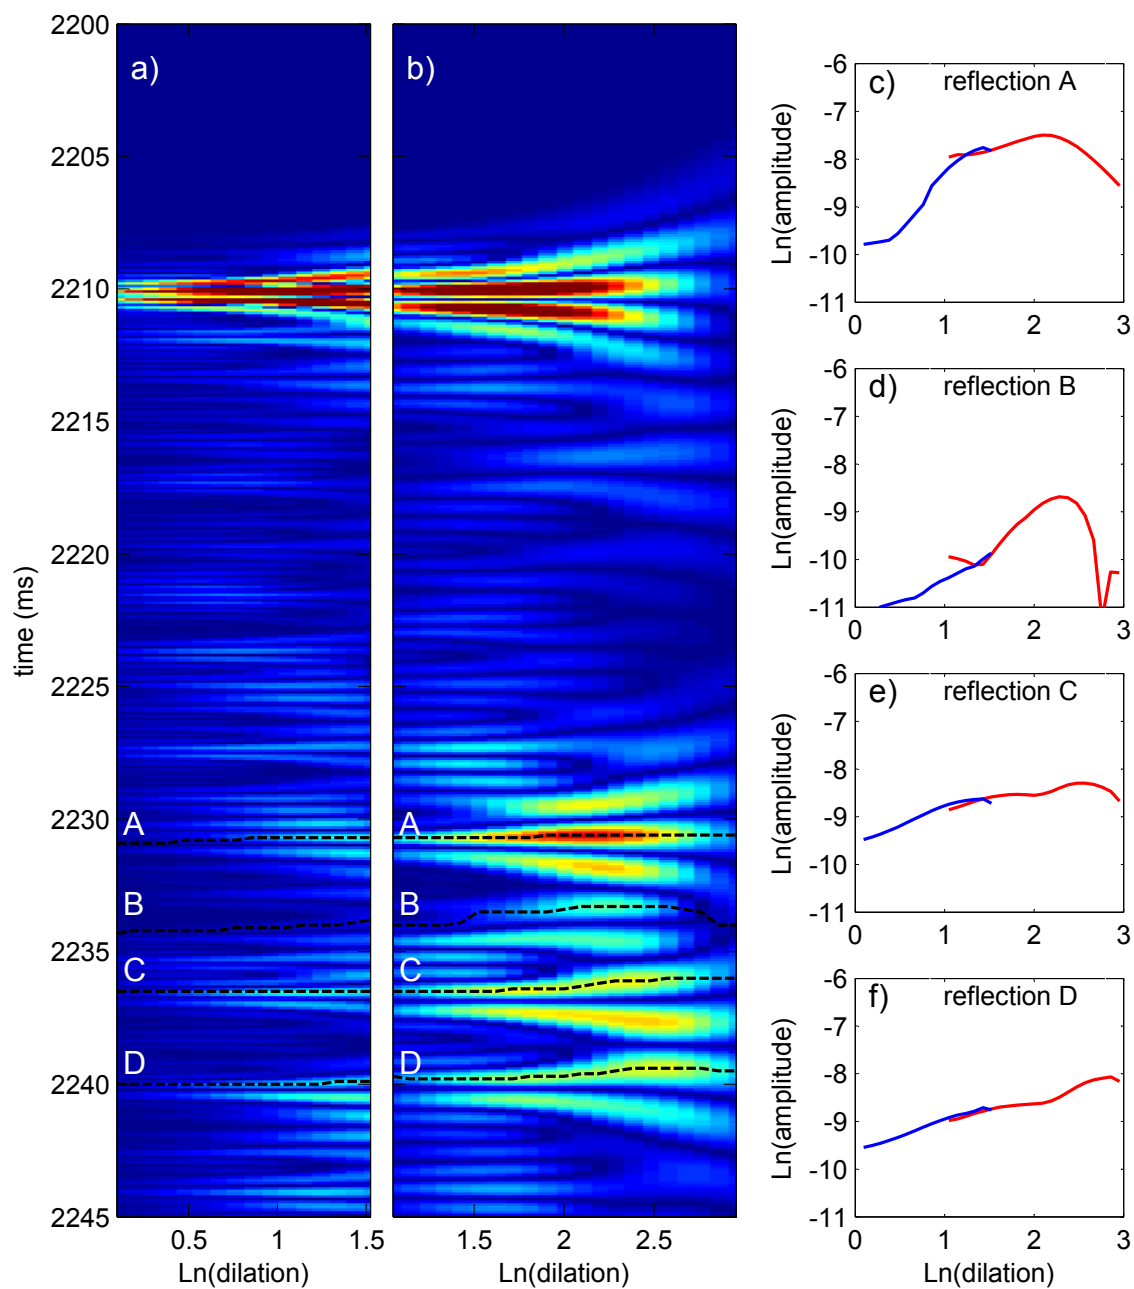 a)
b)
2200
2205
2210
2215
2220
2225
2230
2235
2240
2245
time (ms)
A
B
C
D
A
B
C
D
0.5
1
1.5
Ln(dilation)
1.5
2
2.5
Ln(dilation)
c)
reflection A
-6
-7
-8
-9
-10
-11
0
1
2
3
Ln(amplitude)
d)
reflection B
-6
-7
-8
-9
-10
-11
0
1
2
3
Ln(amplitude)
e)
reflection C
-6
-7
-8
-9
-10
-11
0
1
2
3
Ln(amplitude)
f)
reflection D
-6
-7
-8
-9
-10
-11
0
1
2
3
Ln(amplitude)
Ln(dilation)